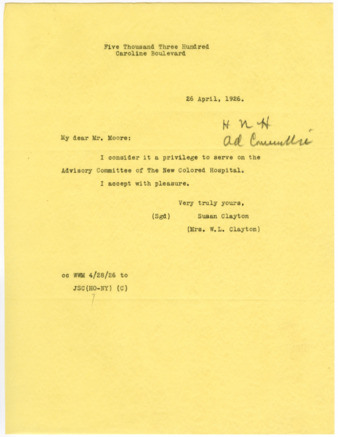 Five Thousand Three Hundred
Caroline Boulevard
26 April, 1926.
H N H
Ad Committee
My dear Mr. Moore:
I consider it a privilege to serve on the
Advisory Committee of The New Colored Hospital.
I accept with pleasure.
Very truly yours,
(Sgd) Susan Clayton
(Mrs. W.L. Clayton)
cc WWM 4/28/26 to
JSC(HO-NY) (C)